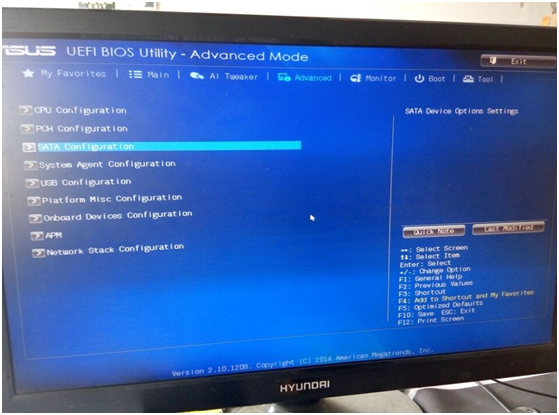 ASUS UEFI BIOS Utility - Advanced Mode
Exit
My Favorites | Main | Ai Tweaker | Advanced | Monitor | Boot | Tool |
> CPU Configuration
> PCH Configuration
> SATA Configuration
> System Agent Configuration
> USB Configuration
> Platform Misc Configuration
> Onboard Devices Configuration
> APM
> Network Stack Configuration
SATA Device Options Settings
Quick Note
Last Modified
→←: Select Screen
↑↓: Select Item
Enter: Select
+/-: Change Option
F1: General Help
F2: Previous Values
F3: Shortcut
F4: Add to Shortcut and My Favorites
F5: Optimized Defaults
F10: Save ESC: Exit
F12: Print Screen
Version 2.10.1208. Copyright (C) 2014 American Megatrends, Inc.
HYUNDAI